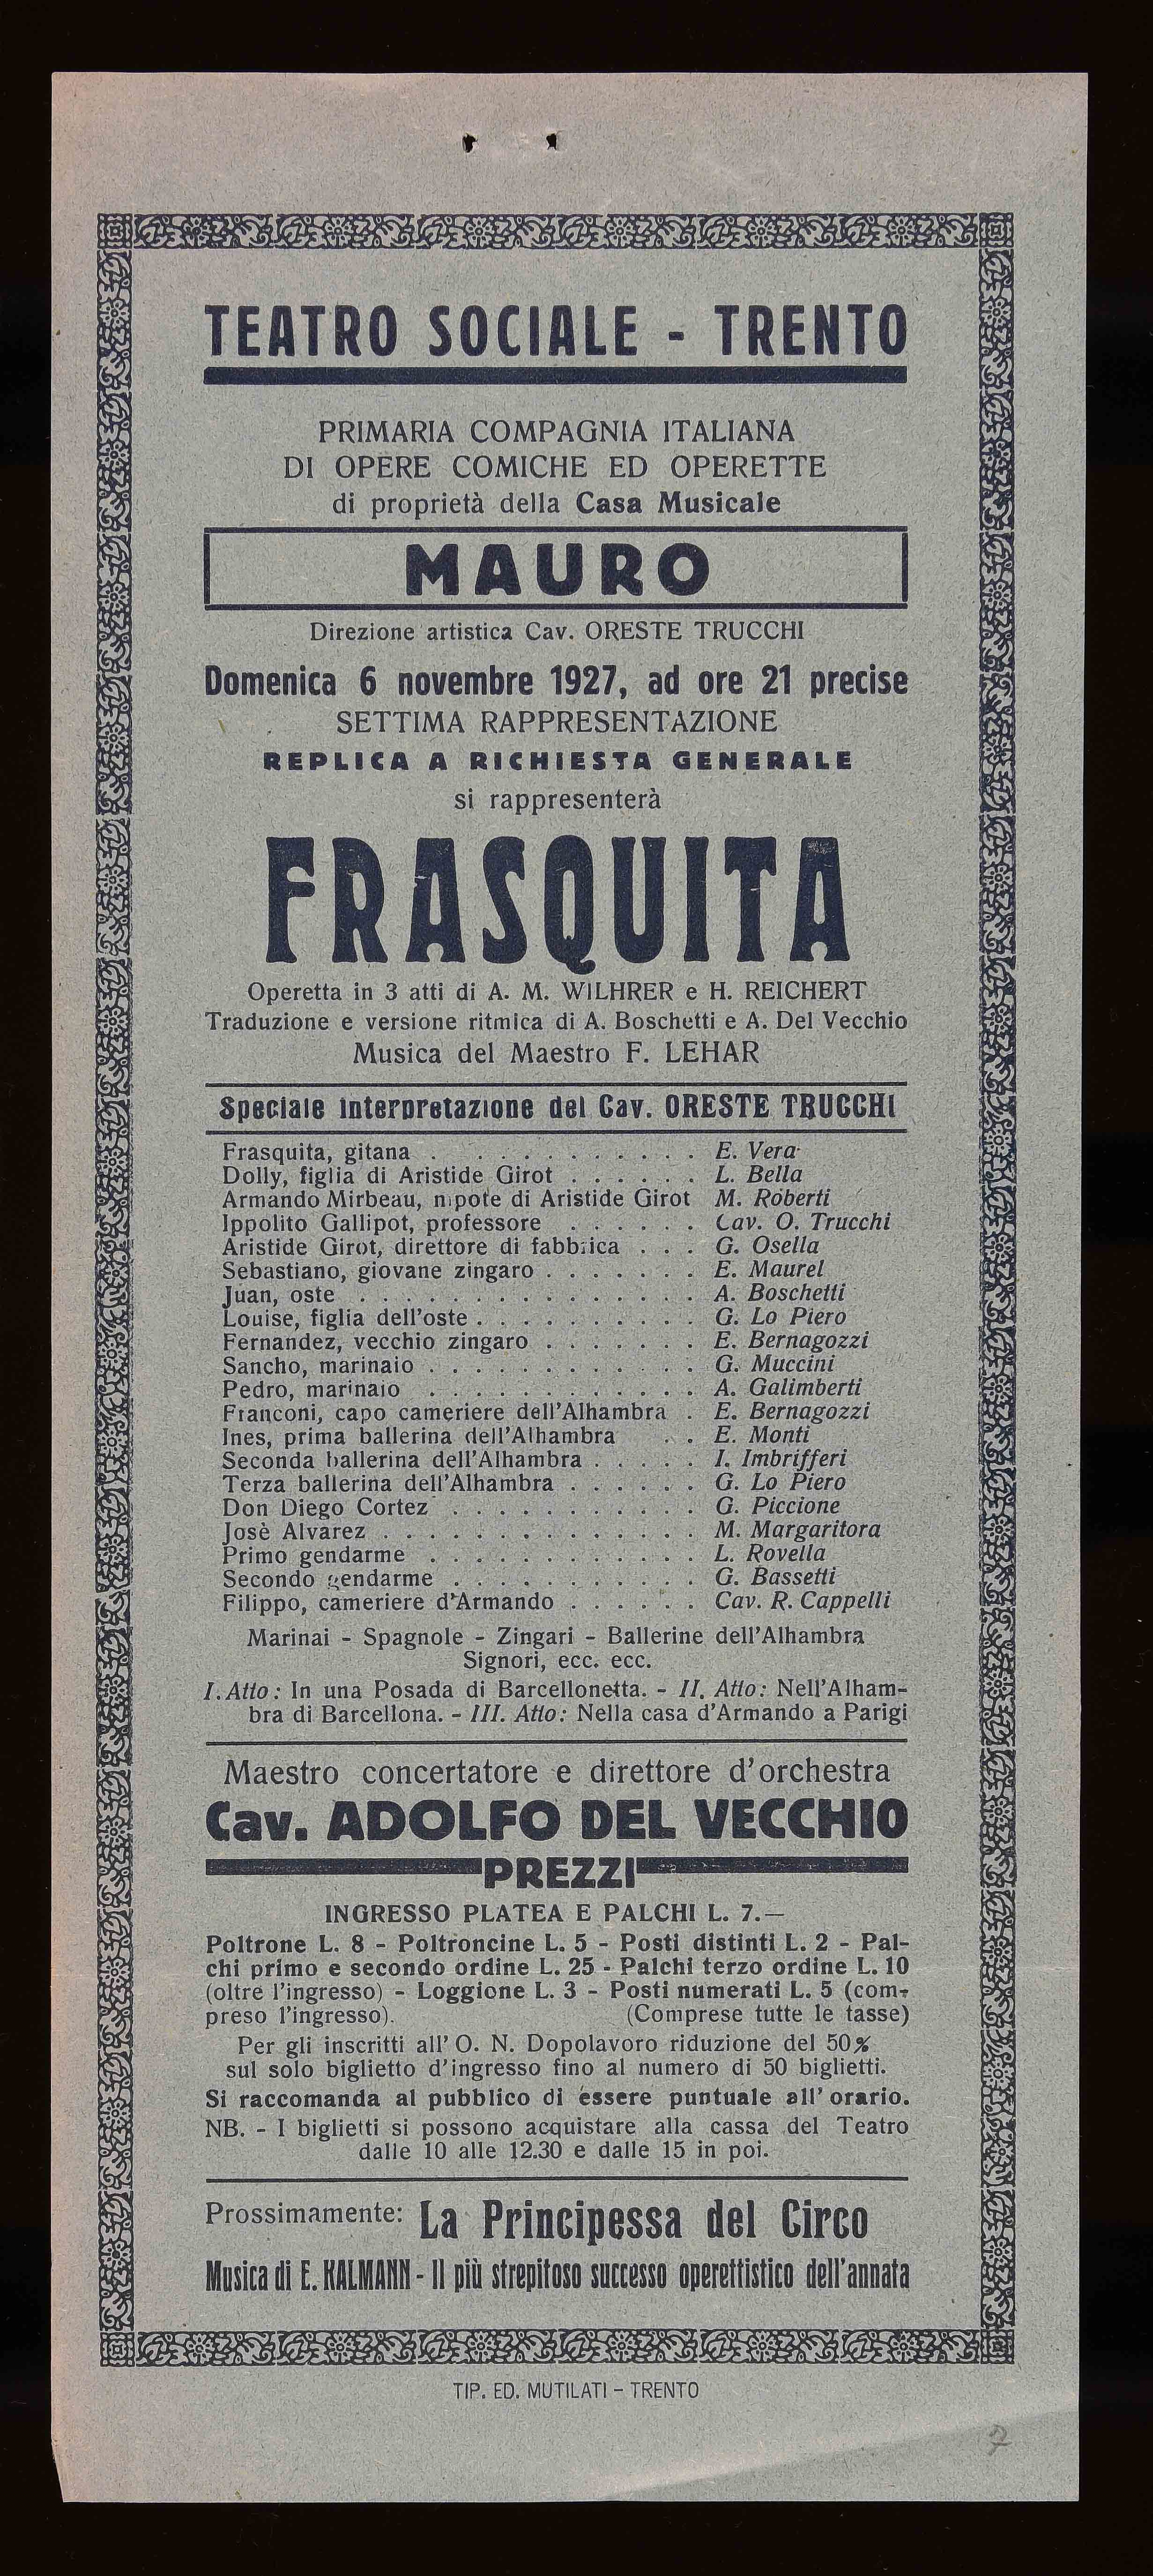 TEATRO SOCIALE - TRENTO
PRIMARIA COMPAGNIA ITALIANA
DI OPERE COMICHE ED OPERETTE
di proprietà della Casa Musicale
MAURO
Direzione artistica Cav. ORESTE TRUCCHI
Domenica 6 novembre 1927, ad ore 21 precise
SETTIMA RAPPRESENTAZIONE
REPLICA A RICHIESTA GENERALE
si rappresenterà
FRASQUITA
Operetta in 3 atti di A. M. WILHRER e H. REICHERT
Traduzione e versione ritmica di A. Boschetti e A. Del Vecchio
Musica del Maestro F. LEHAR
Speciale interpretazione del Cav. ORESTE TRUCCHI
Frasquita, gitana . . . . . . . . . . . E. Vera
Dolly, figlia di Aristide Girot . . . . . . L. Bella
Armando Mirbeau, nipote di Aristide Girot M. Roberti
Ippolito Gallipot, professore . . . . . . Cav. O. Trucchi
Aristide Girot, direttore di fabbrica . . . G. Osella
Sebastiano, giovane zingaro . . . . . . . E. Maurel
Juan, oste . . . . . . . . . . . . . . . A. Boschetti
Louise, figlia dell'oste . . . . . . . . . . G. Lo Piero
Fernandez, vecchio zingaro . . . . . . . E. Bernagozzi
Sancho, marinaio . . . . . . . . . . . . G. Muccini
Pedro, marinaio . . . . . . . . . . . . A. Galimberti
Franconi, capo cameriere dell'Alhambra . E. Bernagozzi
Ines, prima ballerina dell'Alhambra . . E. Monti
Seconda ballerina dell'Alhambra . . . . . I. Imbrifferi
Terza ballerina dell'Alhambra . . . . . . G. Lo Piero
Don Diego Cortez . . . . . . . . . . . G. Piccione
Josè Alvarez . . . . . . . . . . . . . . M. Margaritora
Primo gendarme . . . . . . . . . . . . L. Rovella
Secondo gendarme . . . . . . . . . . . G. Bassetti
Filippo, cameriere d'Armando . . . . . . Cav. R. Cappelli
Marinai - Spagnole - Zingari - Ballerine dell'Alhambra
Signori, ecc. ecc.
I. Atto: In una Posada di Barcellonetta. - II. Atto: Nell'Alham-
bra di Barcellona. - III. Atto: Nella casa d'Armando a Parigi
Maestro concertatore e direttore d'orchestra
Cav. ADOLFO DEL VECCHIO
PREZZI
INGRESSO PLATEA E PALCHI L. 7.—
Poltrone L. 8 - Poltroncine L. 5 - Posti distinti L. 2 - Pal-
chi primo e secondo ordine L. 25 - Palchi terzo ordine L. 10
(oltre l'ingresso) - Loggione L. 3 - Posti numerati L. 5 (com-
preso l'ingresso). (Comprese tutte le tasse)
Per gli inscritti all' O. N. Dopolavoro riduzione del 50%
sul solo biglietto d'ingresso fino al numero di 50 biglietti.
Si raccomanda al pubblico di essere puntuale all' orario.
NB. - I biglietti si possono acquistare alla cassa del Teatro
dalle 10 alle 12.30 e dalle 15 in poi.
Prossimamente: La Principessa del Circo
Musica di E. KALMANN - Il più strepitoso successo operettistico dell'annata
TIP. ED. MUTILATI - TRENTO
7